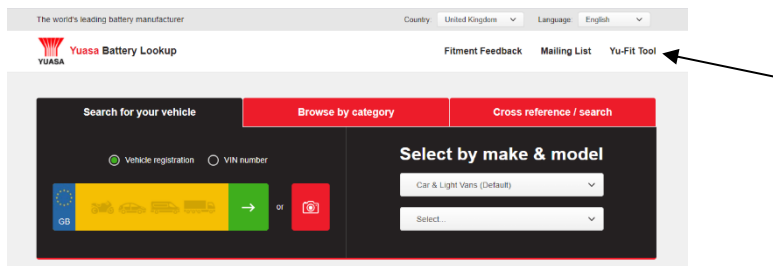 The world's leading battery manufacturer Country: United Kingdom Language: English
YUASA Yuasa Battery Lookup Fitment Feedback Mailing List Yu-Fit Tool
Search for your vehicle Browse by category Cross reference / search
Vehicle registration VIN number
Select by make & model
Car & Light Vans (Default)
GB or
Select...